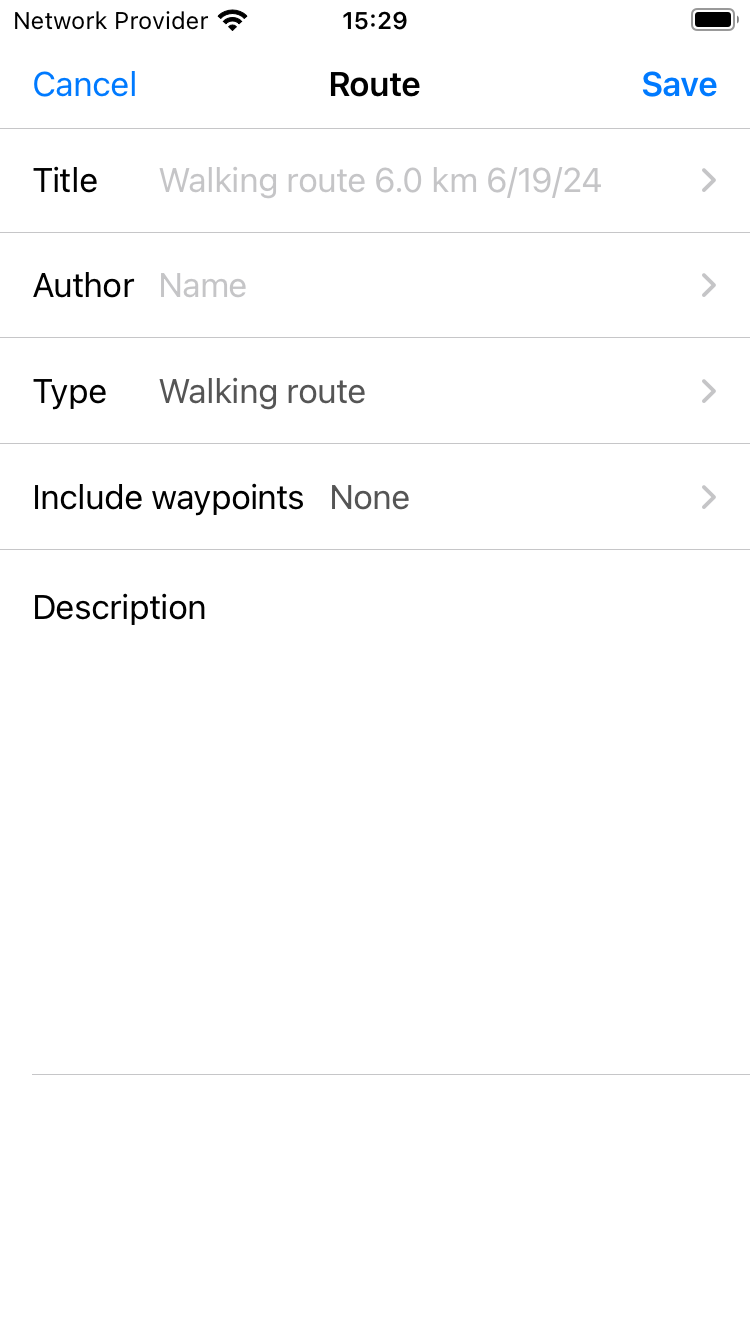 Network Provider 15:29
Cancel Route Save
Title Walking route 6.0 km 6/19/24
Author Name
Type Walking route
Include waypoints None
Description